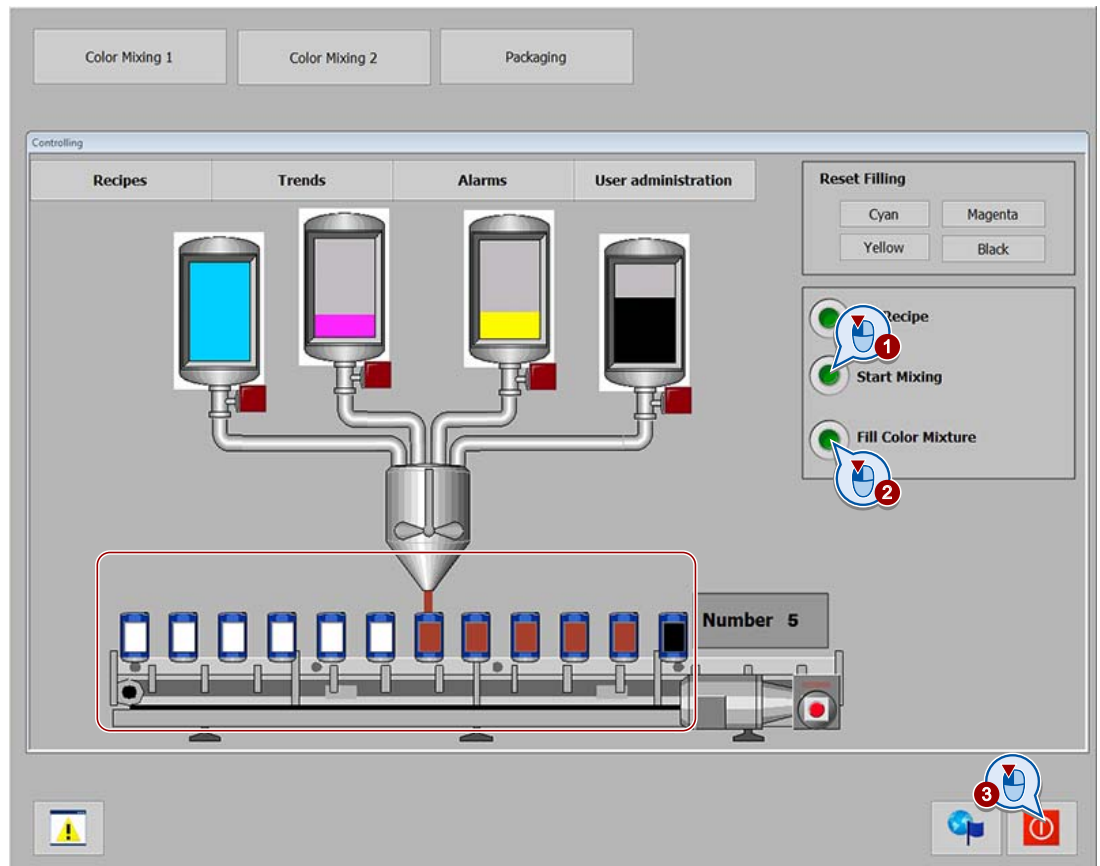 Color Mixing 1
Color Mixing 2
Packaging
Controlling
Recipes
Trends
Alarms
User administration
Reset Filling
Cyan
Magenta
Yellow
Black
Recipe
1
Start Mixing
Fill Color Mixture
2
Number 5
3